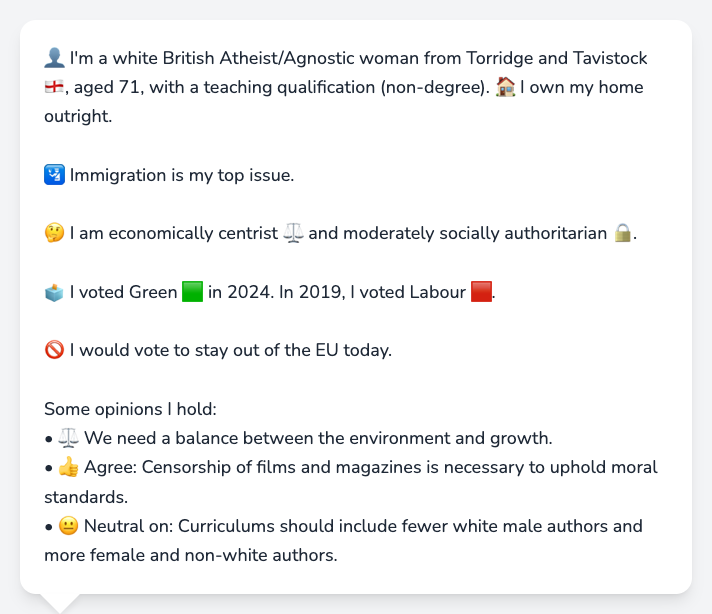 👤 I'm a white British Atheist/Agnostic woman from Torridge and Tavistock
🏴󠁧󠁢󠁥󠁮󠁧󠁿, aged 71, with a teaching qualification (non-degree). 🏠 I own my home
outright.
🛂 Immigration is my top issue.
🤔 I am economically centrist ⚖️ and moderately socially authoritarian 🔒.
🗳️ I voted Green 🟩 in 2024. In 2019, I voted Labour 🟥.
🚫 I would vote to stay out of the EU today.
Some opinions I hold:
• ⚖️ We need a balance between the environment and growth.
• 👍 Agree: Censorship of films and magazines is necessary to uphold moral
standards.
• 😐 Neutral on: Curriculums should include fewer white male authors and
more female and non-white authors.